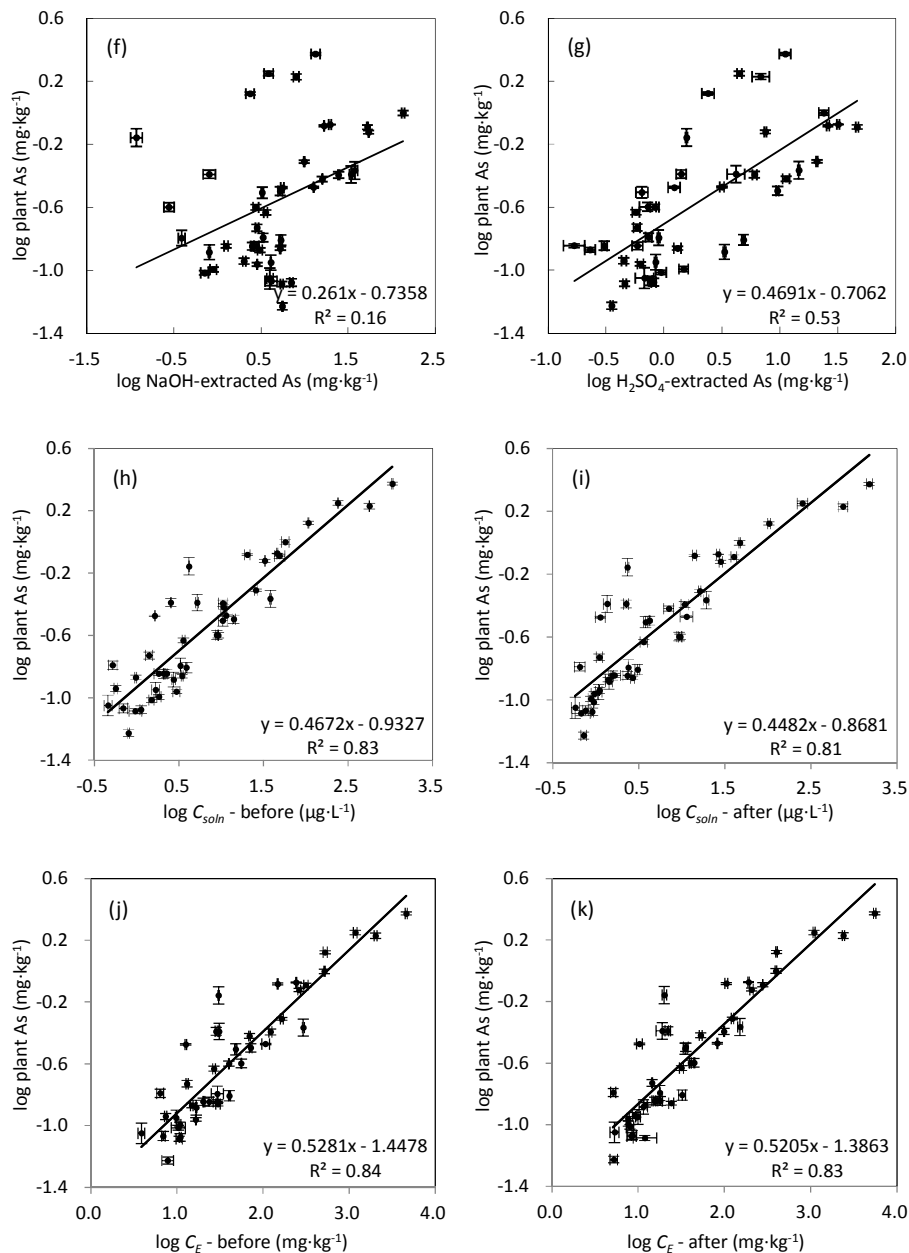 (f)
log plant As (mg·kg⁻¹)
0.6
0.2
-0.2
-0.6
-1.0
-1.4
y = 0.261x - 0.7358
R² = 0.16
-1.5 -0.5 0.5 1.5 2.5
log NaOH-extracted As (mg·kg⁻¹)
(g)
log plant As (mg·kg⁻¹)
0.6
0.2
-0.2
-0.6
-1.0
-1.4
y = 0.4691x - 0.7062
R² = 0.53
-1.0 -0.5 0.0 0.5 1.0 1.5 2.0
log H₂SO₄-extracted As (mg·kg⁻¹)
(h)
log plant As (mg·kg⁻¹)
0.6
0.2
-0.2
-0.6
-1.0
-1.4
y = 0.4672x - 0.9327
R² = 0.83
-0.5 0.5 1.5 2.5 3.5
log Csoln - before (µg·L⁻¹)
(i)
log plant As (mg·kg⁻¹)
0.6
0.2
-0.2
-0.6
-1.0
-1.4
y = 0.4482x - 0.8681
R² = 0.81
-0.5 0.5 1.5 2.5 3.5
log Csoln - after (µg·L⁻¹)
(j)
log plant As (mg·kg⁻¹)
0.6
0.2
-0.2
-0.6
-1.0
-1.4
y = 0.5281x - 1.4478
R² = 0.84
0.0 1.0 2.0 3.0 4.0
log CE - before (mg·kg⁻¹)
(k)
log plant As (mg·kg⁻¹)
0.6
0.2
-0.2
-0.6
-1.0
-1.4
y = 0.5205x - 1.3863
R² = 0.83
0.0 1.0 2.0 3.0 4.0
log CE - after (mg·kg⁻¹)